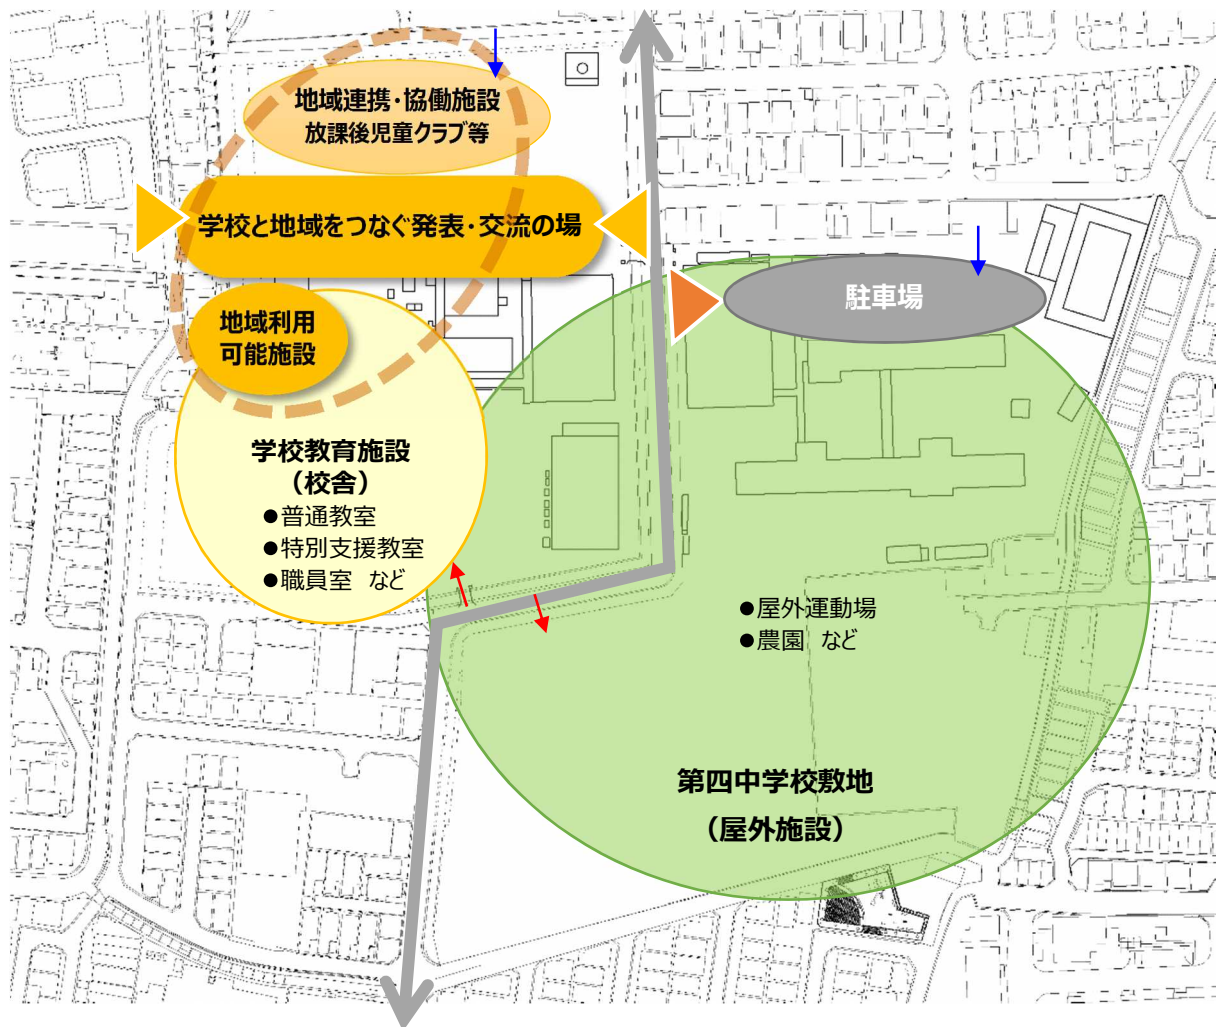 地域連携・協働施設
放課後児童クラブ等
学校と地域をつなぐ発表・交流の場
駐車場
地域利用
可能施設
学校教育施設
（校舎）
●普通教室
●特別支援教室
●職員室　など
●屋外運動場
●農園　など
第四中学校敷地
（屋外施設）